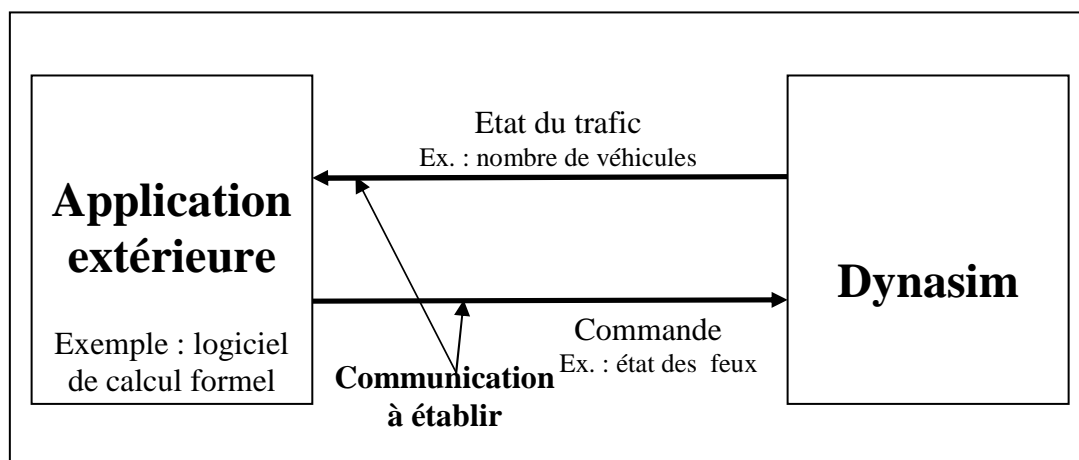 Etat du trafic
Ex. : nombre de véhicules
Application
extérieure
Exemple : logiciel
de calcul formel
Dynasim
Commande
Ex. : état des feux
Communication
à établir